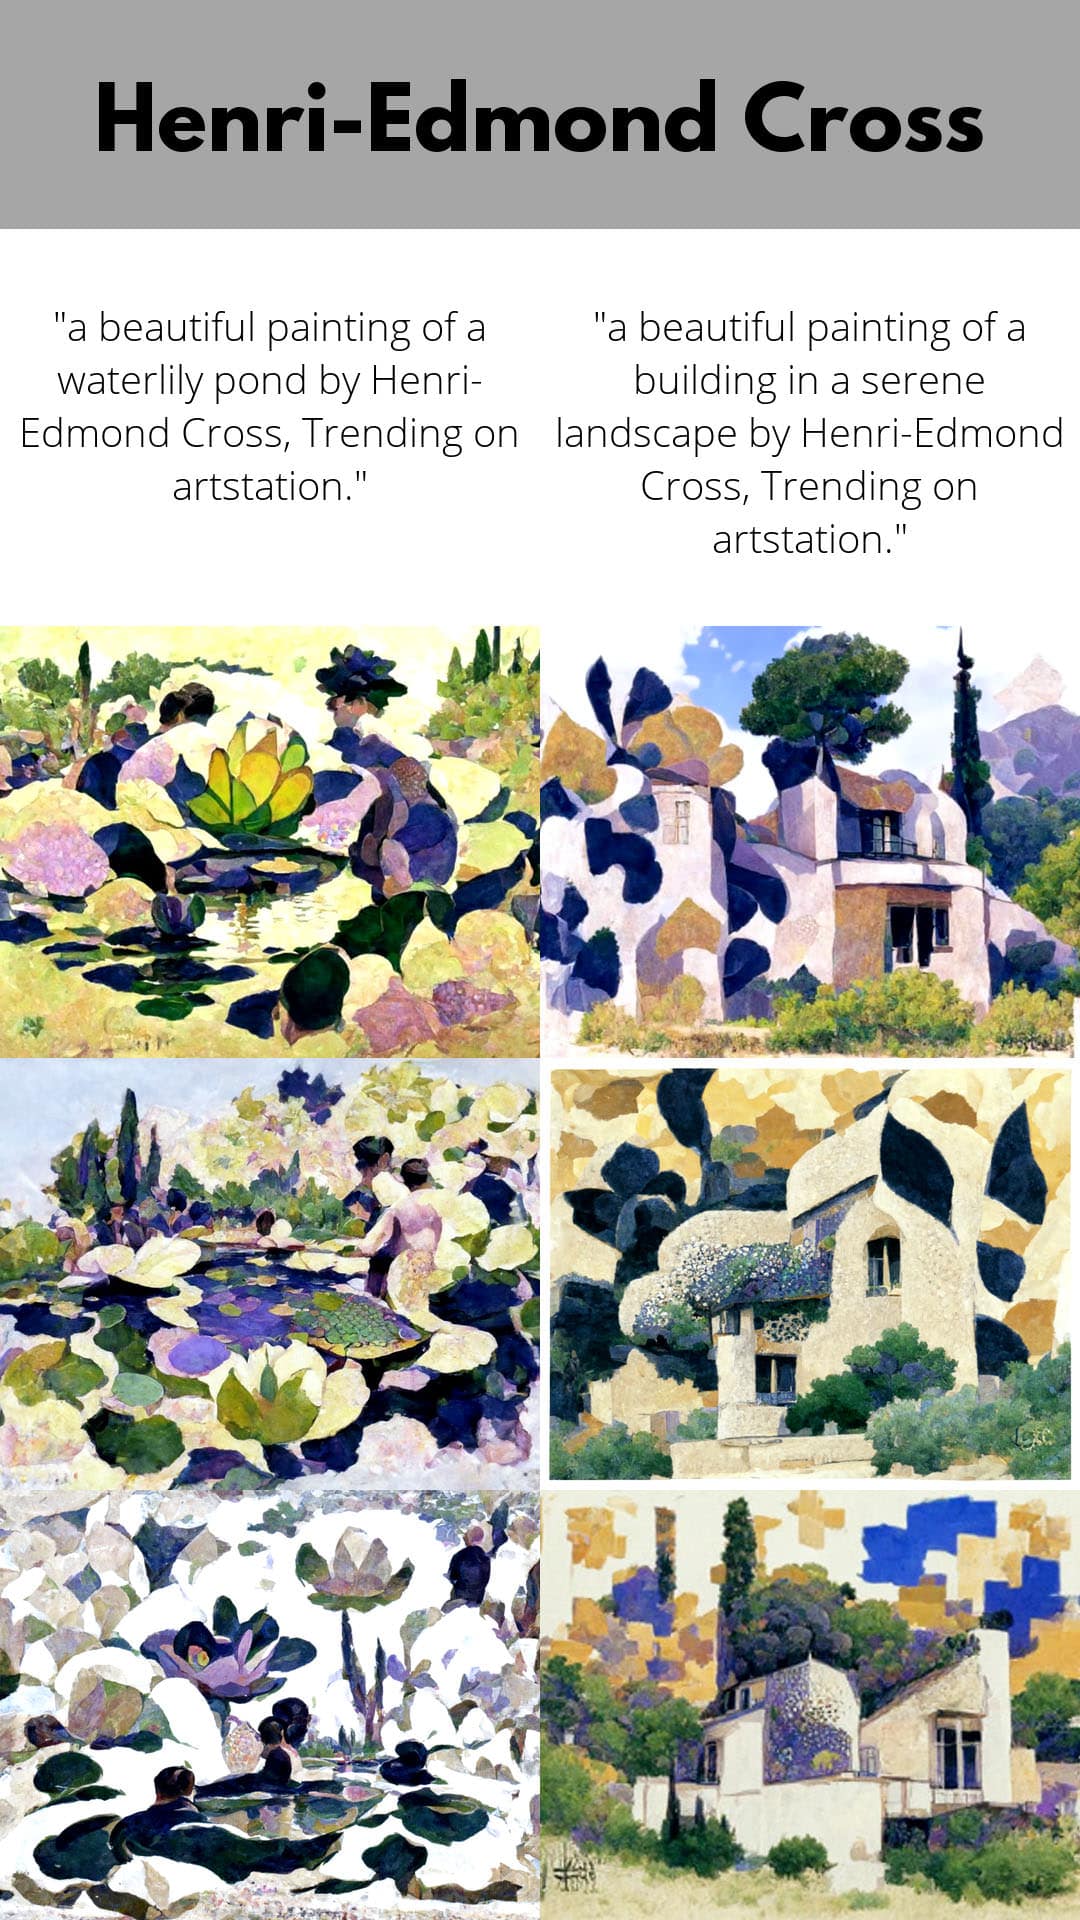 Henri-Edmond Cross
"a beautiful painting of a
waterlily pond by Henri-
Edmond Cross, Trending on
artstation."
"a beautiful painting of a
building in a serene
landscape by Henri-Edmond
Cross, Trending on
artstation."